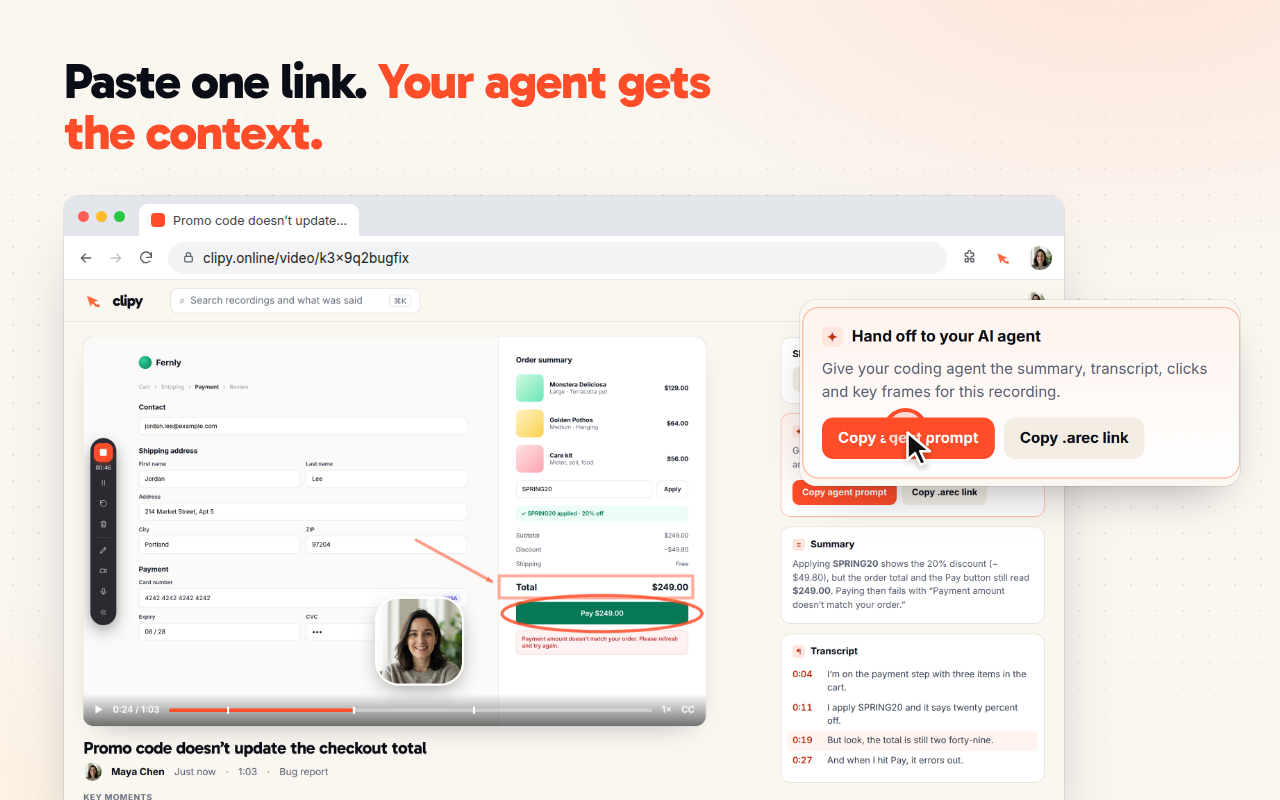 Paste one link. Your agent gets
the context.
Promo code doesn’t update...
clipy.online/video/k3×9q2bugfix
clipy
Search recordings and what was said
⌘K
Fernly
Cart › Shipping › Payment › Review
Contact
jordan.lee@example.com
Shipping address
First name
Last name
Jordan
Lee
Address
214 Market Street, Apt 5
City
ZIP
Portland
97204
Payment
Card number
4242 4242 4242 4242
Expiry
CVC
08 / 28
•••
00:46
Order summary
Monstera Deliciosa
Large · Terracotta pot
$129.00
Golden Pothos
Medium · Hanging
$64.00
Care kit
Mister, soil, food
$56.00
SPRING20
Apply
✓ SPRING20 applied · 20% off
Subtotal
$249.00
Discount
−$49.80
Shipping
Free
Total
$249.00
Pay $249.00
Payment amount doesn’t match your order. Please refresh
and try again.
0:24 / 1:03
1×
CC
Promo code doesn’t update the checkout total
Maya Chen Just now · 1:03 · Bug report
KEY MOMENTS
Hand off to your AI agent
Give your coding agent the summary, transcript, clicks
and key frames for this recording.
Copy agent prompt
Copy .arec link
Copy agent prompt
Copy .arec link
Summary
Applying SPRING20 shows the 20% discount (−
$49.80), but the order total and the Pay button still read
$249.00. Paying then fails with “Payment amount
doesn’t match your order.”
Transcript
0:04 I’m on the payment step with three items in the
cart.
0:11 I apply SPRING20 and it says twenty percent
off.
0:19 But look, the total is still two forty-nine.
0:27 And when I hit Pay, it errors out.